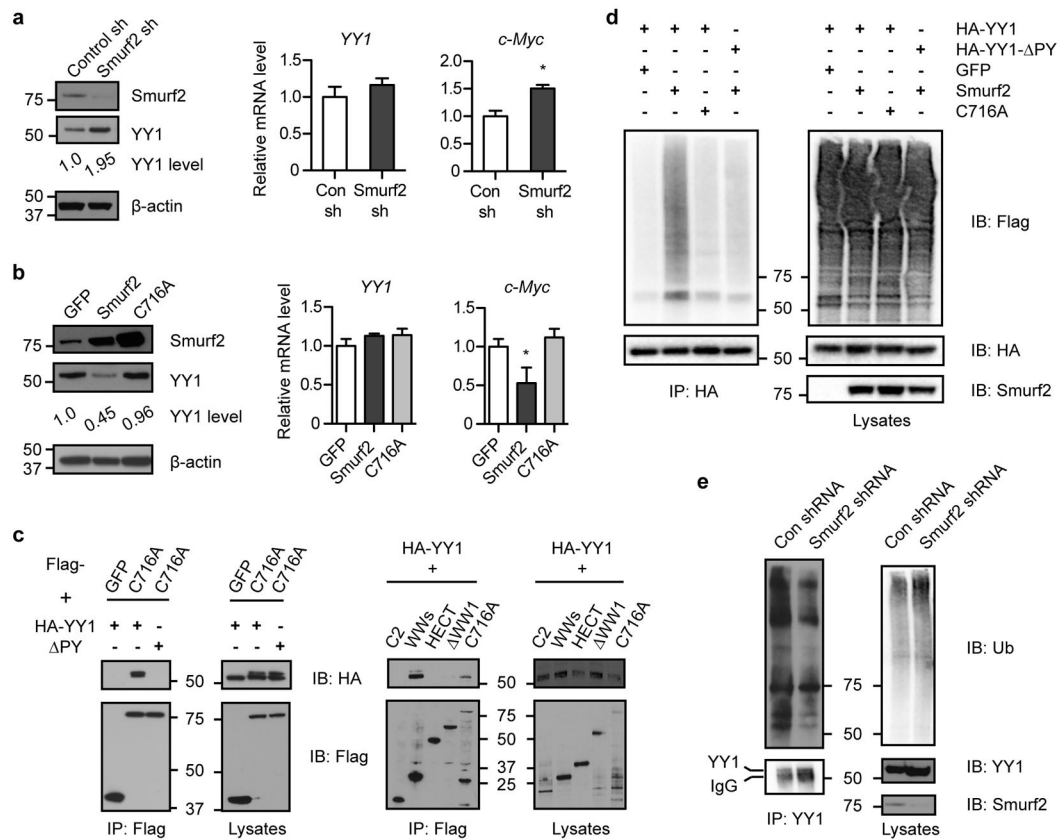 a
Control sh
Smurf2 sh
75
Smurf2
50
YY1
1.0
1.95
YY1 level
50
37
β-actin
YY1
Relative mRNA level
1.5
1.0
0.5
0
Con sh
Smurf2 sh
c-Myc
*
2.0
1.5
1.0
0.5
0
Con sh
Smurf2 sh
b
GFP
Smurf2
C716A
75
Smurf2
50
YY1
1.0
0.45
0.96
YY1 level
50
37
β-actin
YY1
Relative mRNA level
1.5
1.0
0.5
0
GFP
Smurf2
C716A
c-Myc
*
1.5
1.0
0.5
0
GFP
Smurf2
C716A
c
Flag-
+
GFP
C716A
C716A
GFP
C716A
C716A
HA-YY1 + + - + + -
ΔPY - - + - - +
50
IB: HA
75
50
37
IB: Flag
IP: Flag
Lysates
HA-YY1
+
C2
WWs
HECT
ΔWW1
C716A
HA-YY1
+
C2
WWs
HECT
ΔWW1
C716A
50
75
50
37
25
IP: Flag
Lysates
d
+ + + - + + + - HA-YY1
- - - + - - - + HA-YY1-ΔPY
+ - - - + - - - GFP
- + - + - + - + Smurf2
- - + - - - + - C716A
75
50
IB: Flag
50
IB: HA
75
IB: Smurf2
IP: HA
Lysates
e
Con shRNA
Smurf2 shRNA
Con shRNA
Smurf2 shRNA
75
50
IB: Ub
YY1
IgG
50
IB: YY1
75
IB: Smurf2
IP: YY1
Lysates